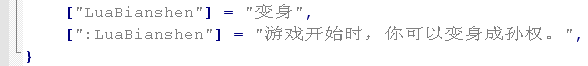 ["LuaBianshen"] = "变身",
[":LuaBianshen"] = "游戏开始时，你可以变身成孙权。",
}